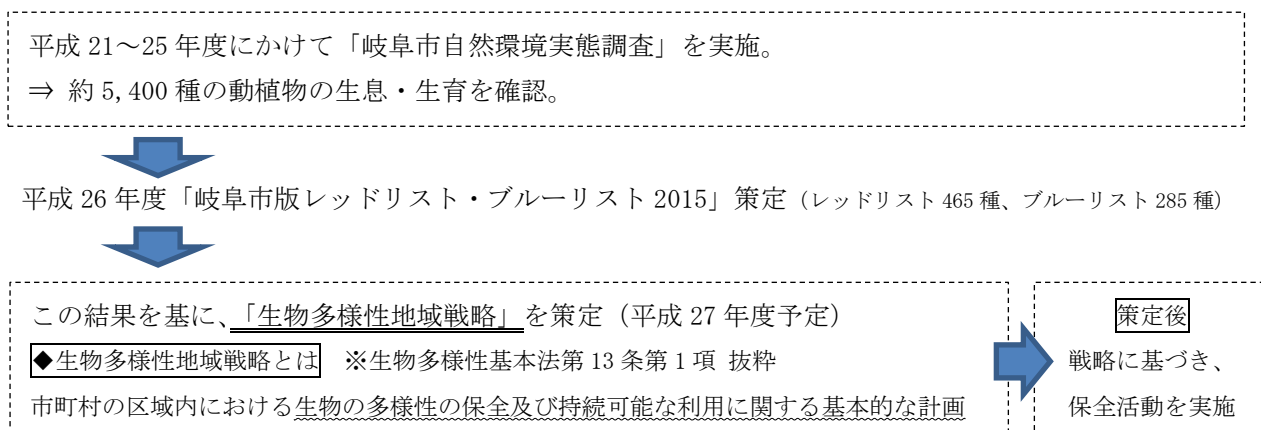 平成 21～25 年度にかけて「岐阜市自然環境実態調査」を実施。
⇒ 約 5,400 種の動植物の生息・生育を確認。
平成 26 年度「岐阜市版レッドリスト・ブルーリスト 2015」策定（レッドリスト 465 種、ブルーリスト 285 種）
この結果を基に、「生物多様性地域戦略」を策定（平成 27 年度予定）
◆生物多様性地域戦略とは ※生物多様性基本法第 13 条第 1 項 抜粋
市町村の区域内における生物の多様性の保全及び持続可能な利用に関する基本的な計画
策定後
戦略に基づき、
保全活動を実施